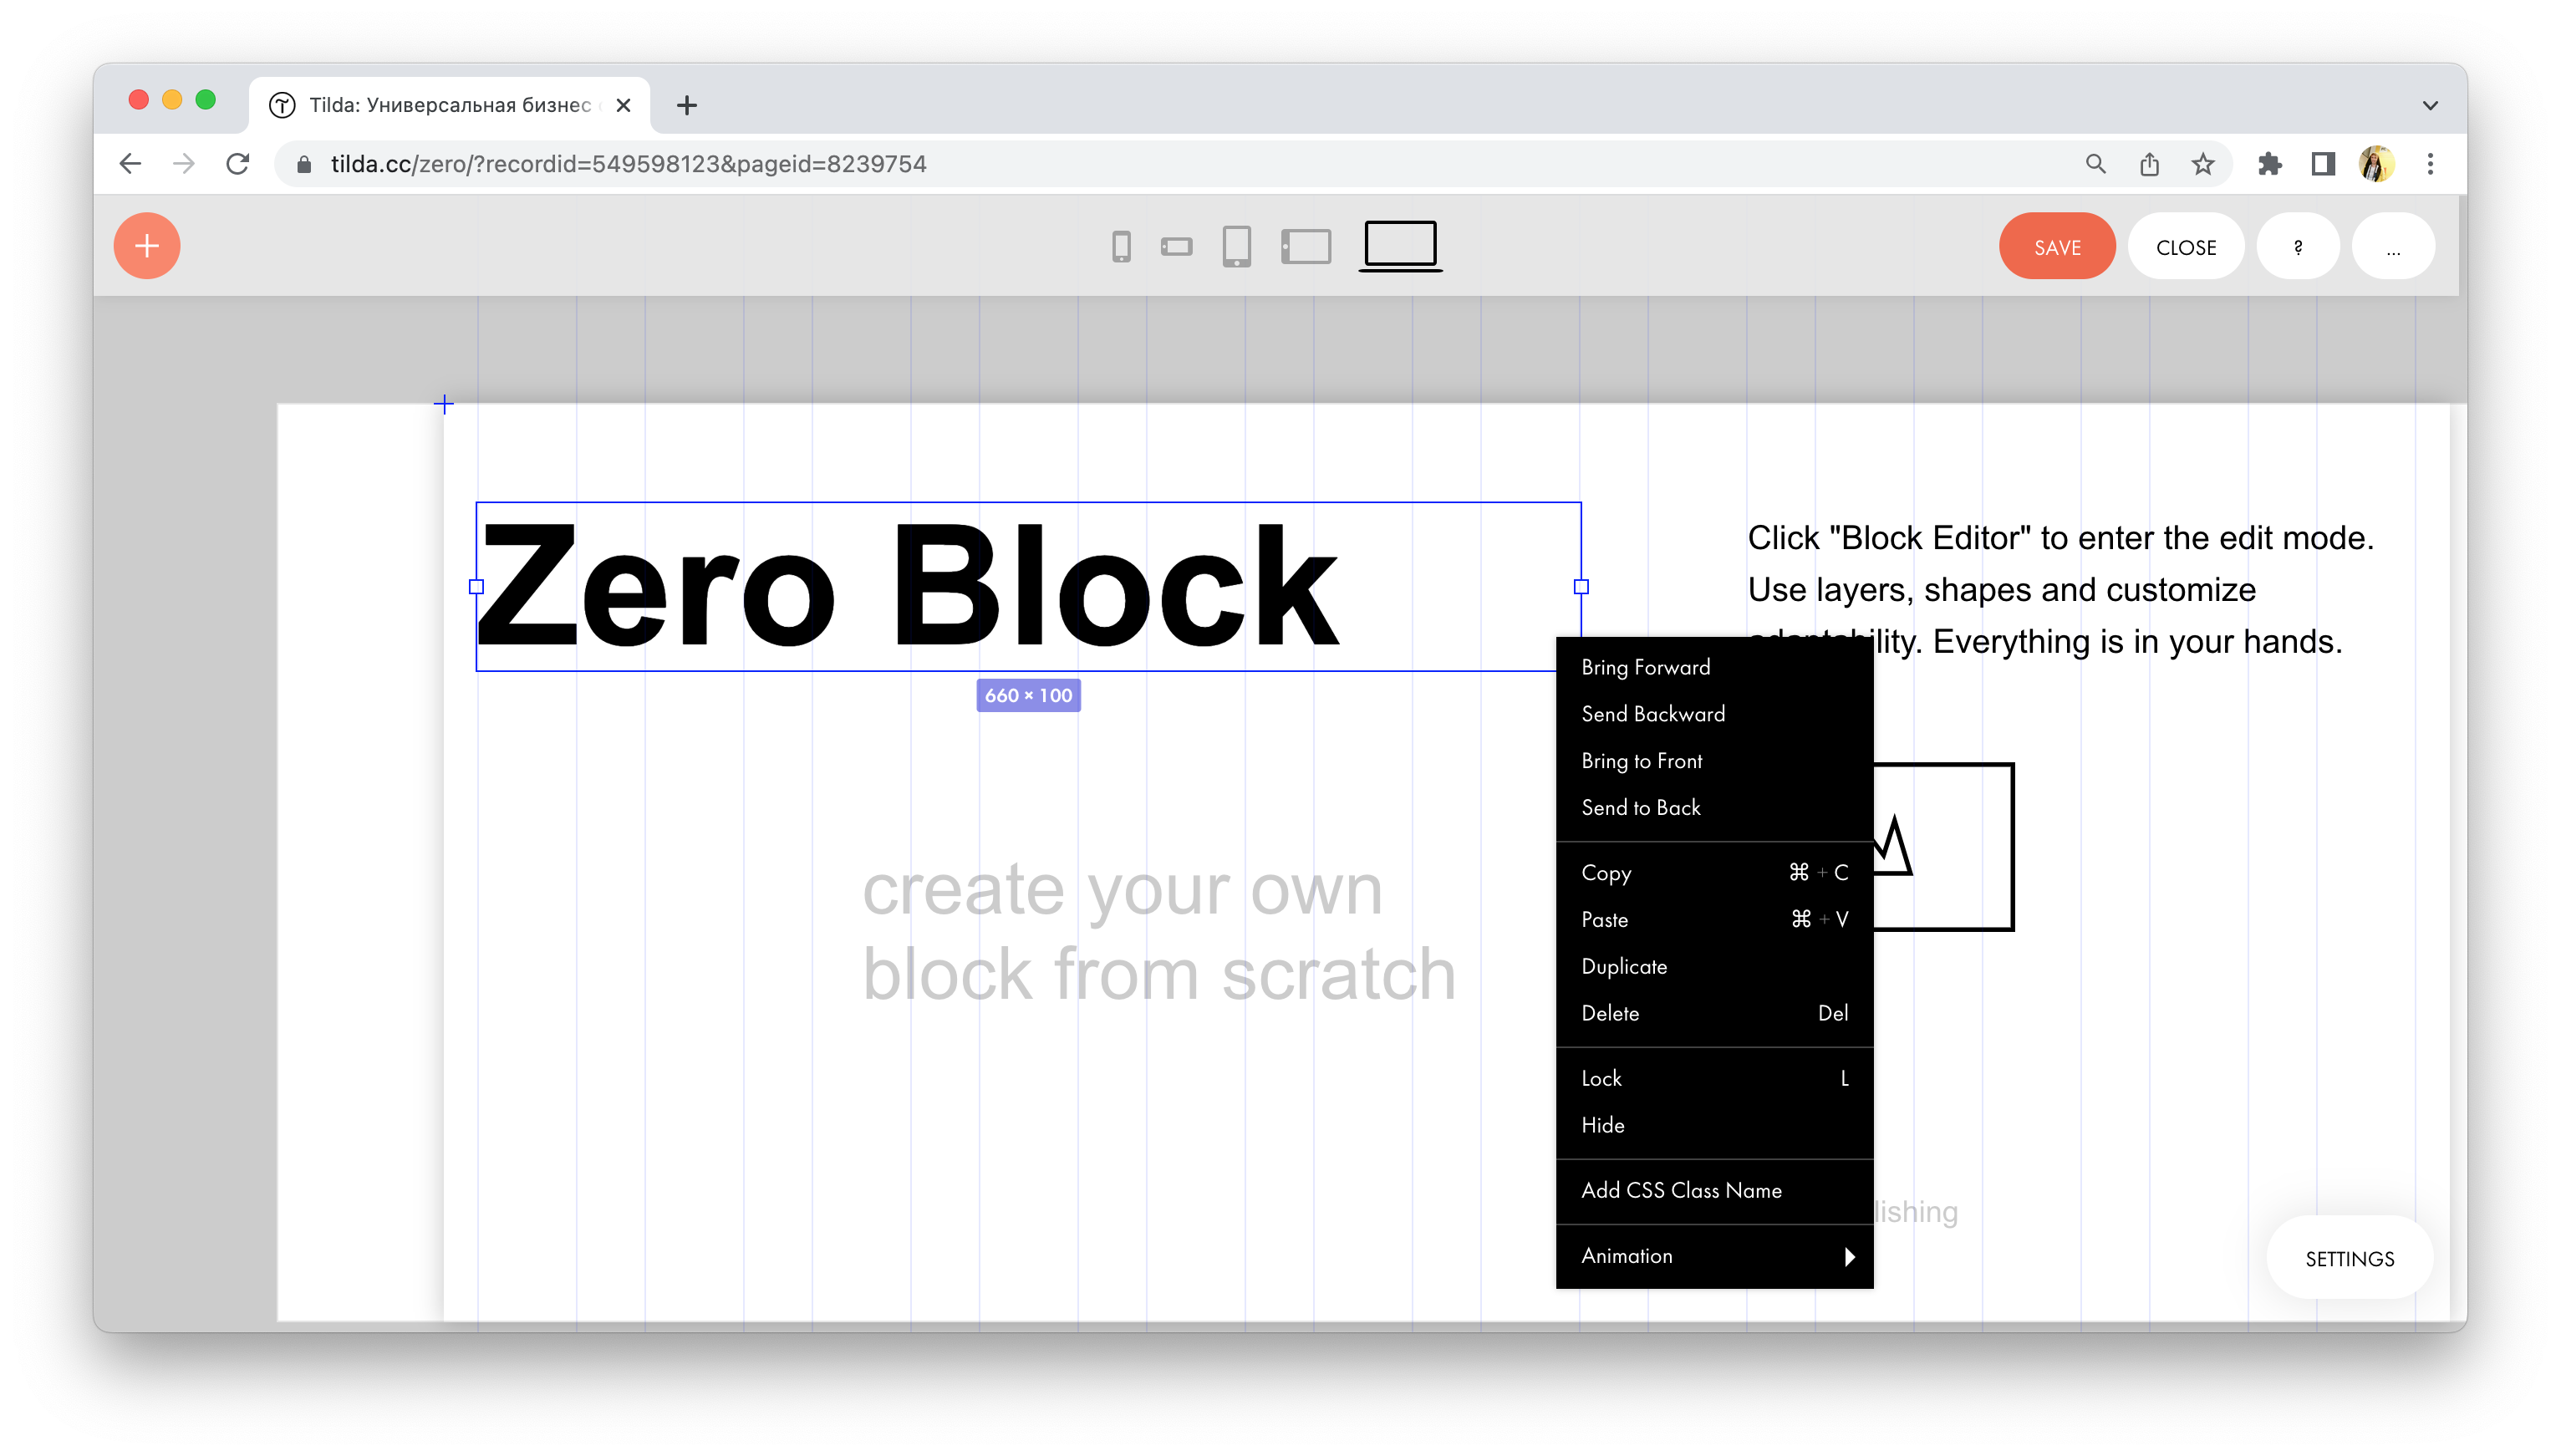 Tilda: Универсальная бизнес
tilda.cc/zero/?recordid=549598123&pageid=8239754
SAVE
CLOSE
?
...
Zero Block
660 × 100
Click "Block Editor" to enter the edit mode.
Use layers, shapes and customize
Everything is in your hands.
create your own
block from scratch
Bring Forward
Send Backward
Bring to Front
Send to Back
Copy ⌘ + C
Paste ⌘ + V
Duplicate
Delete Del
Lock L
Hide
Add CSS Class Name
Animation
lishing
SETTINGS